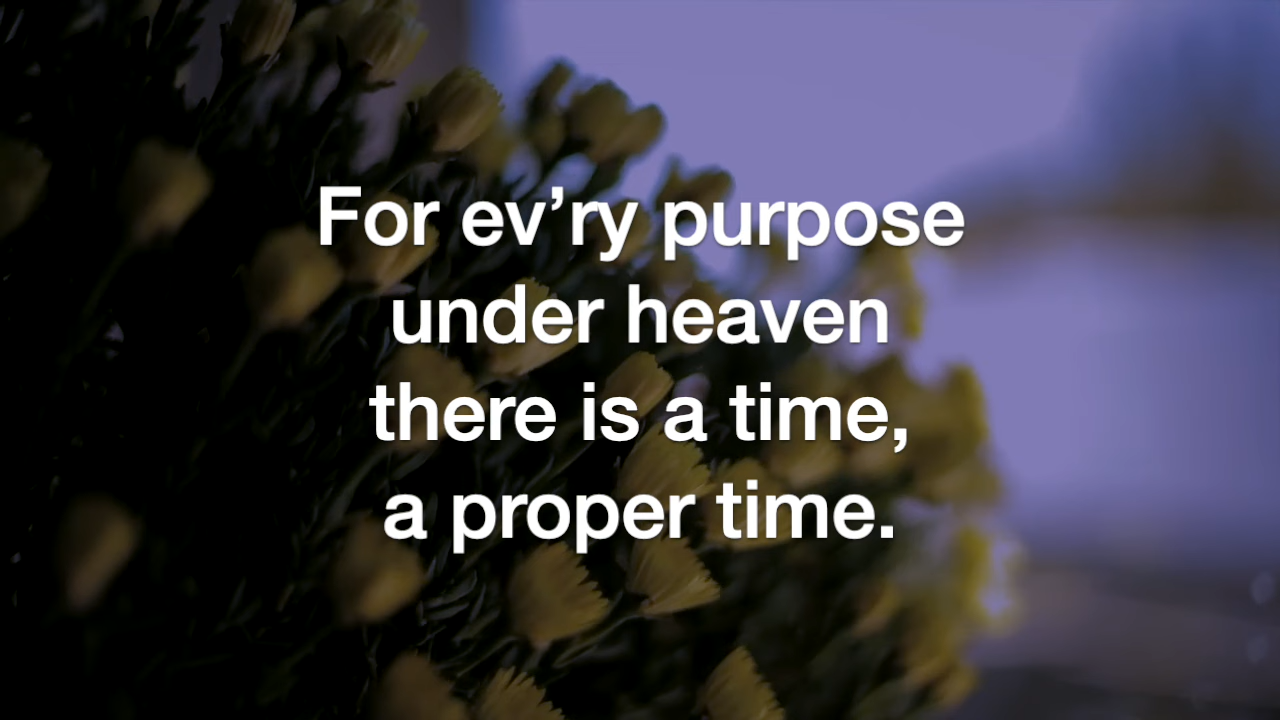 For ev’ry purpose
under heaven
there is a time,
a proper time.